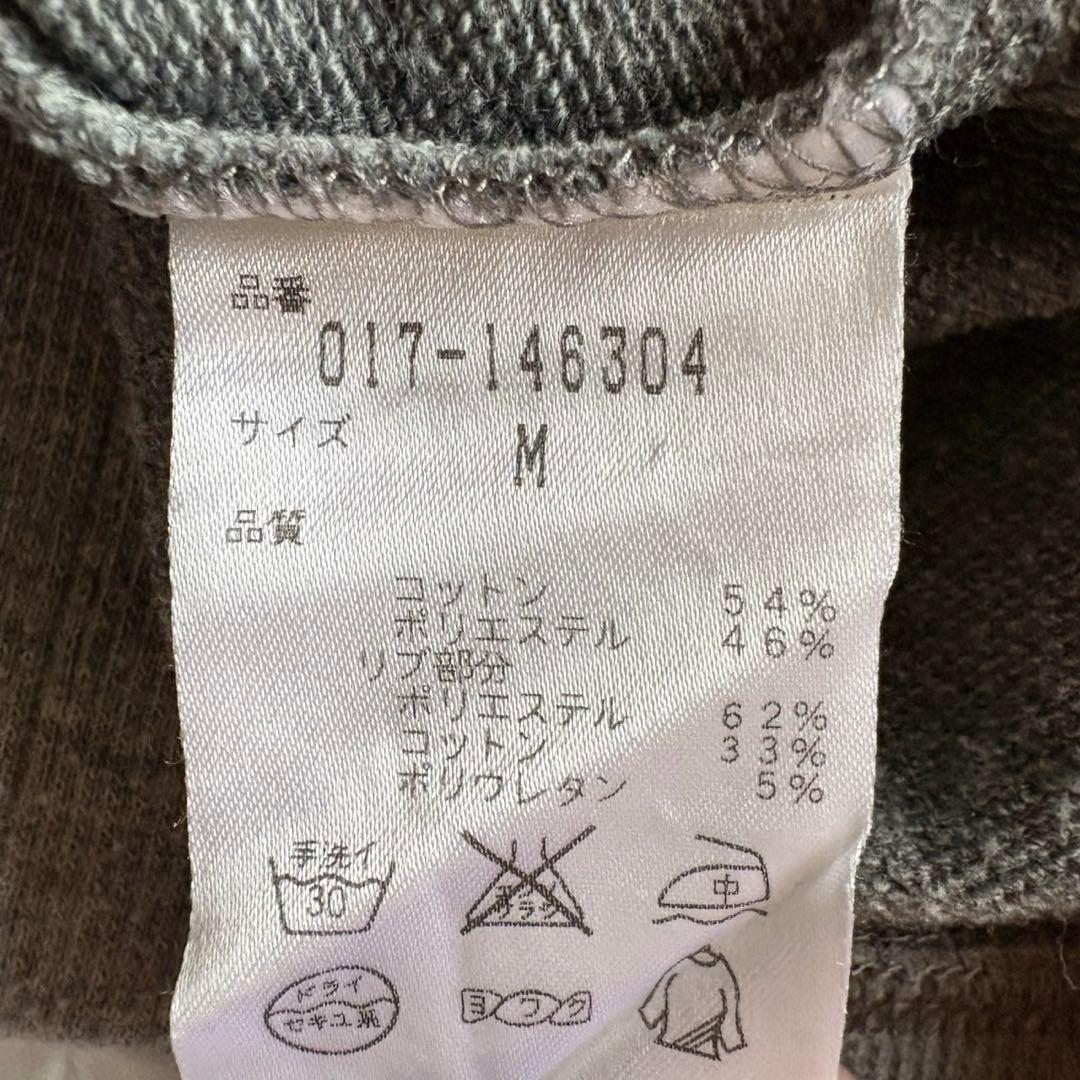 品番
017-146304
サイズ
M
品質
コットン 54%
ポリエステル 46%
リブ部分
ポリエステル 62%
コットン 33%
ポリウレタン 5%
手洗イ
30
中
ドライ
セキユ系
ヨワク